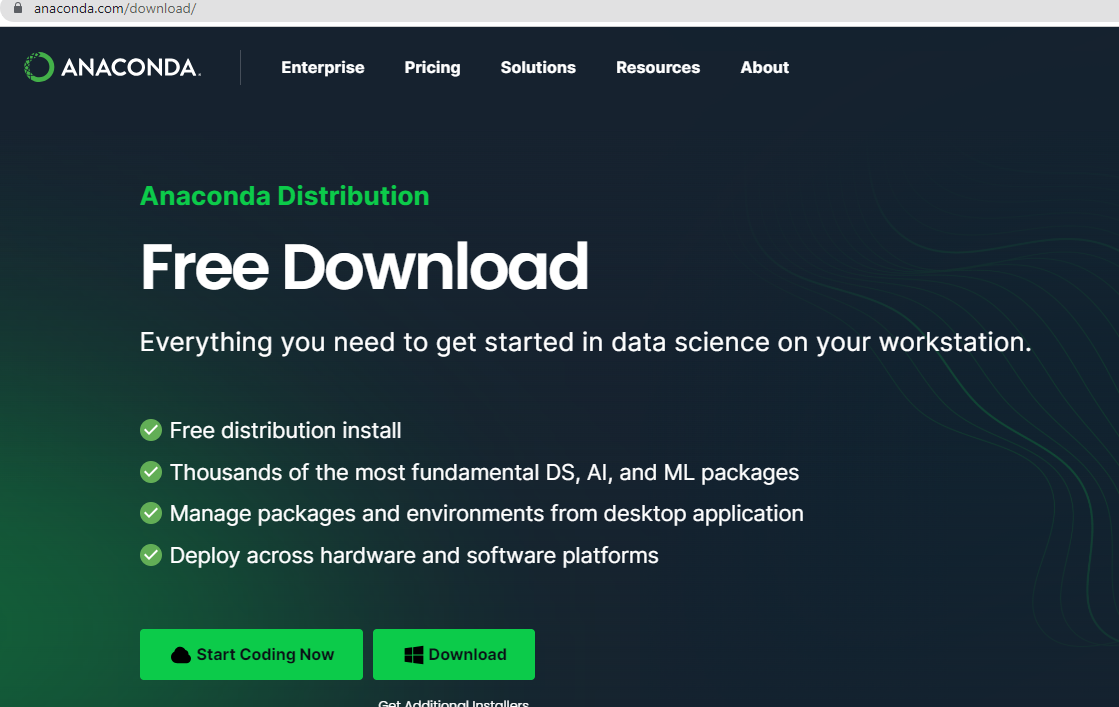 anaconda.com/download/
ANACONDA.
Enterprise
Pricing
Solutions
Resources
About
Anaconda Distribution
Free Download
Everything you need to get started in data science on your workstation.
Free distribution install
Thousands of the most fundamental DS, AI, and ML packages
Manage packages and environments from desktop application
Deploy across hardware and software platforms
Start Coding Now
Download
Get Additional Installers